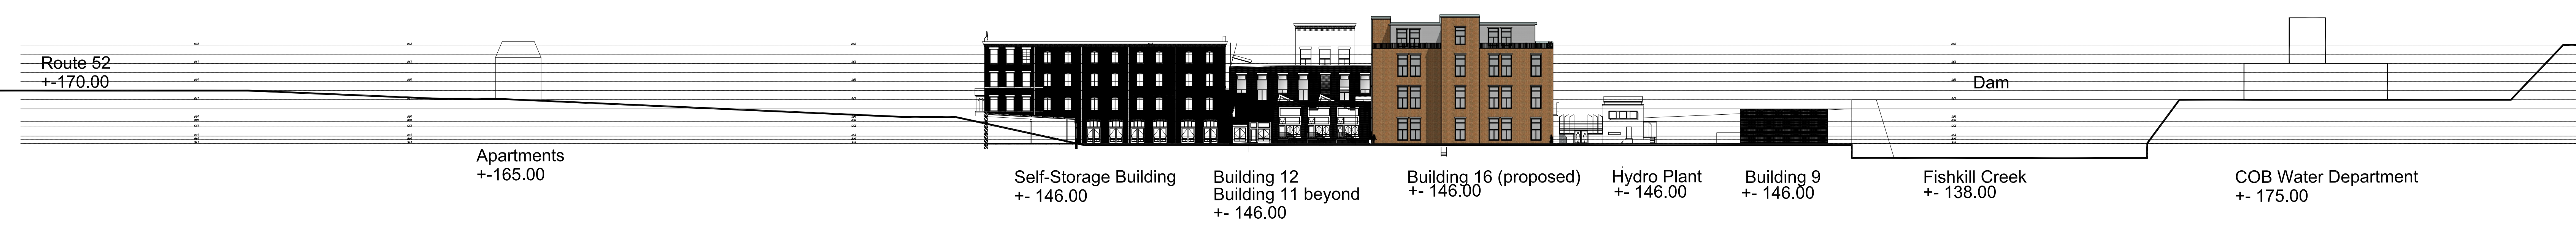 Route 52
+-170.00
Dam
Apartments
+-165.00
Self-Storage Building
+- 146.00
Building 12
Building 11 beyond
+- 146.00
Building 16 (proposed)
+- 146.00
Hydro Plant
+- 146.00
Building 9
+- 146.00
Fishkill Creek
+- 138.00
COB Water Department
+- 175.00